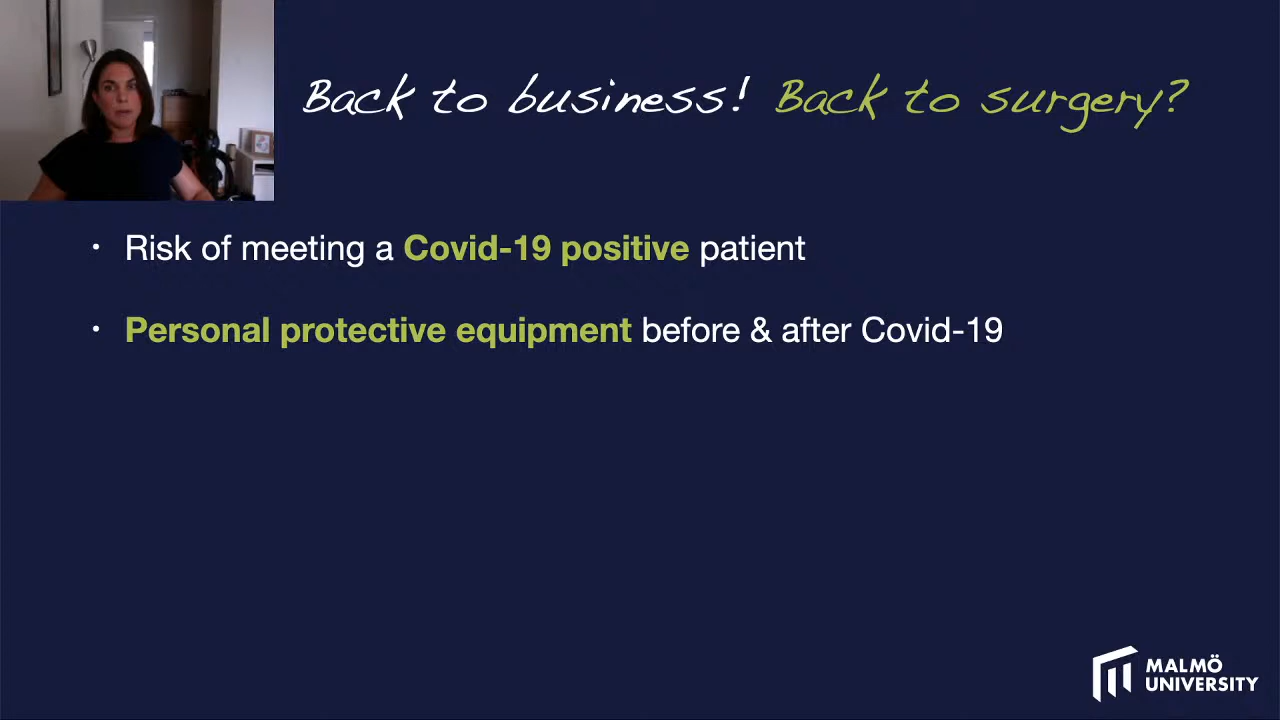 Back to business! Back to surgery?
• Risk of meeting a Covid-19 positive patient
• Personal protective equipment before & after Covid-19
MALMÖ
UNIVERSITY